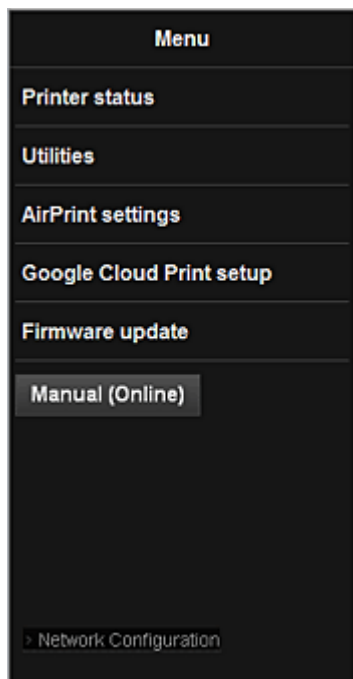 Menu
Printer status
Utilities
AirPrint settings
Google Cloud Print setup
Firmware update
Manual (Online)
> Network Configuration